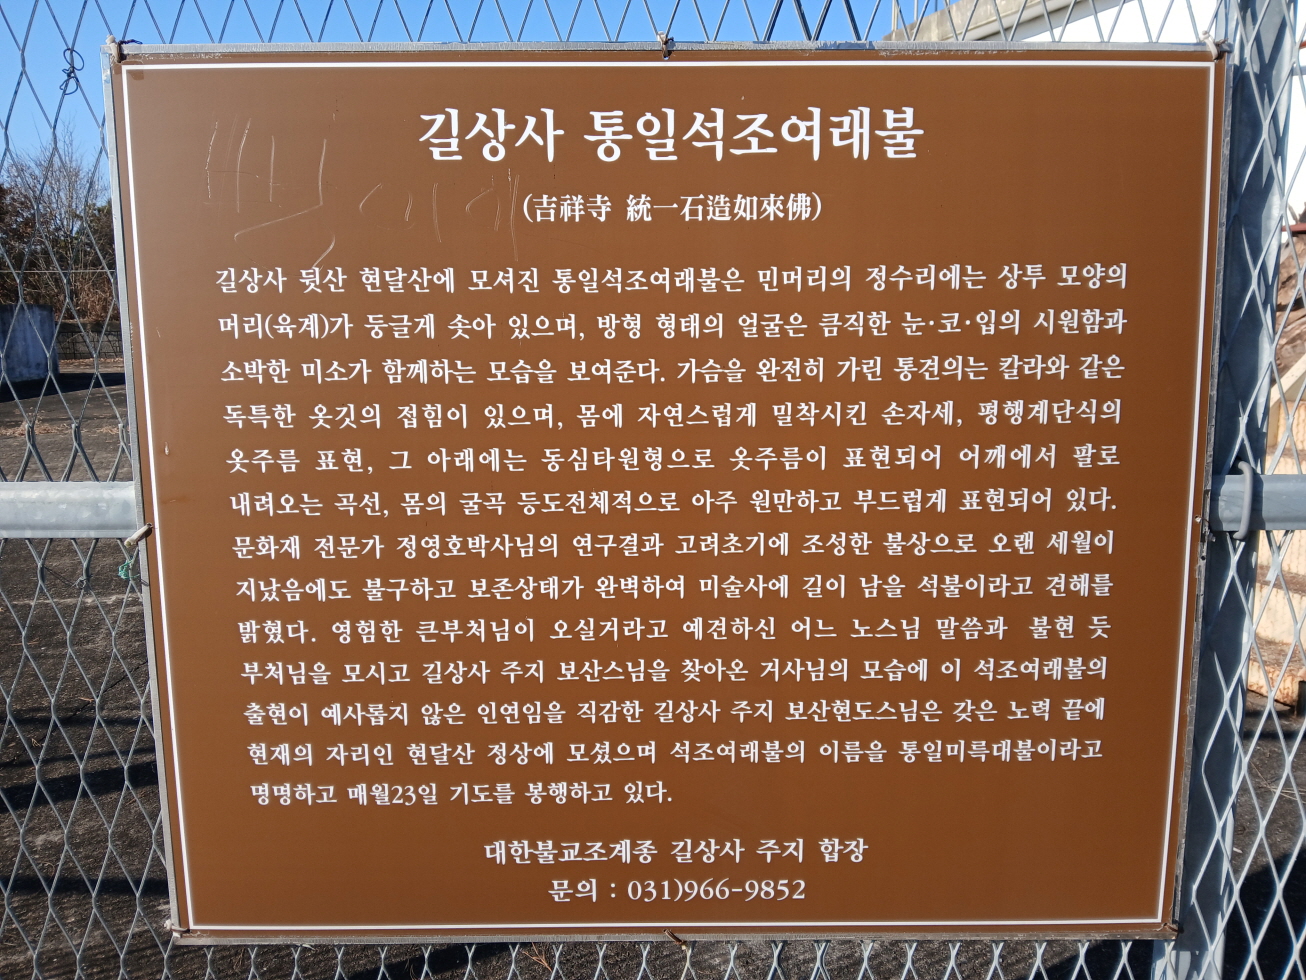 길상사 통일석조여래불
(吉祥寺 統一石造如來佛)
길상사 뒷산 현달산에 모셔진 통일석조여래불은 민머리의 정수리에는 상투 모양의
머리(육계)가 둥글게 솟아 있으며, 방형 형태의 얼굴은 큼직한 눈·코·입의 시원함과
소박한 미소가 함께하는 모습을 보여준다. 가슴을 완전히 가린 통견의는 칼라와 같은
독특한 옷깃의 접힘이 있으며, 몸에 자연스럽게 밀착시킨 손자세, 평행계단식의
옷주름 표현, 그 아래에는 동심타원형으로 옷주름이 표현되어 어깨에서 팔로
내려오는 곡선, 몸의 굴곡 등도전체적으로 아주 원만하고 부드럽게 표현되어 있다.
문화재 전문가 정영호박사님의 연구결과 고려초기에 조성한 불상으로 오랜 세월이
지났음에도 불구하고 보존상태가 완벽하여 미술사에 길이 남을 석불이라고 견해를
밝혔다. 영험한 큰부처님이 오실거라고 예견하신 어느 노스님 말씀과 불현 듯
부처님을 모시고 길상사 주지 보산스님을 찾아온 거사님의 모습에 이 석조여래불의
출현이 예사롭지 않은 인연임을 직감한 길상사 주지 보산현도스님은 갖은 노력 끝에
현재의 자리인 현달산 정상에 모셨으며 석조여래불의 이름을 통일미륵대불이라고
명명하고 매월23일 기도를 봉행하고 있다.
대한불교조계종 길상사 주지 합장
문의 : 031)966-9852